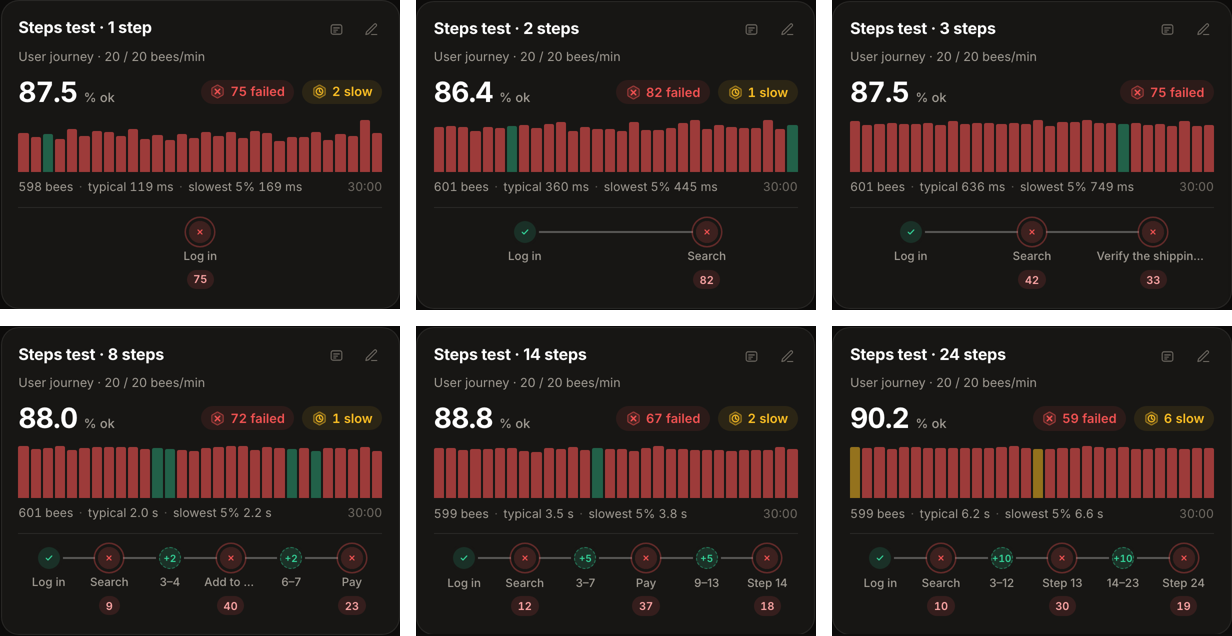 Steps test · 1 step
User journey · 20 / 20 bees/min
87.5 % ok
75 failed
2 slow
598 bees · typical 119 ms · slowest 5% 169 ms
30:00
Log in
75
Steps test · 2 steps
User journey · 20 / 20 bees/min
86.4 % ok
82 failed
1 slow
601 bees · typical 360 ms · slowest 5% 445 ms
30:00
Log in
Search
82
Steps test · 3 steps
User journey · 20 / 20 bees/min
87.5 % ok
75 failed
601 bees · typical 636 ms · slowest 5% 749 ms
30:00
Log in
Search
Verify the shippin...
42
33
Steps test · 8 steps
User journey · 20 / 20 bees/min
88.0 % ok
72 failed
1 slow
601 bees · typical 2.0 s · slowest 5% 2.2 s
30:00
+2
+2
Log in
Search
3–4
Add to ...
6–7
Pay
9
40
23
Steps test · 14 steps
User journey · 20 / 20 bees/min
88.8 % ok
67 failed
2 slow
599 bees · typical 3.5 s · slowest 5% 3.8 s
30:00
+5
+5
Log in
Search
3–7
Pay
9–13
Step 14
12
37
18
Steps test · 24 steps
User journey · 20 / 20 bees/min
90.2 % ok
59 failed
6 slow
599 bees · typical 6.2 s · slowest 5% 6.6 s
30:00
+10
+10
Log in
Search
3–12
Step 13
14–23
Step 24
10
30
19